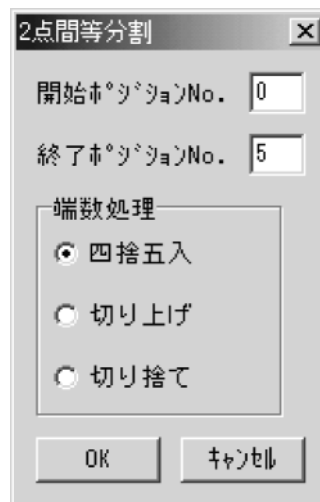 2点間等分割
開始ﾎﾟｼﾞｼｮﾝNo. 0
終了ﾎﾟｼﾞｼｮﾝNo. 5
端数処理
四捨五入
切り上げ
切り捨て
OK ｷｬﾝｾﾙ